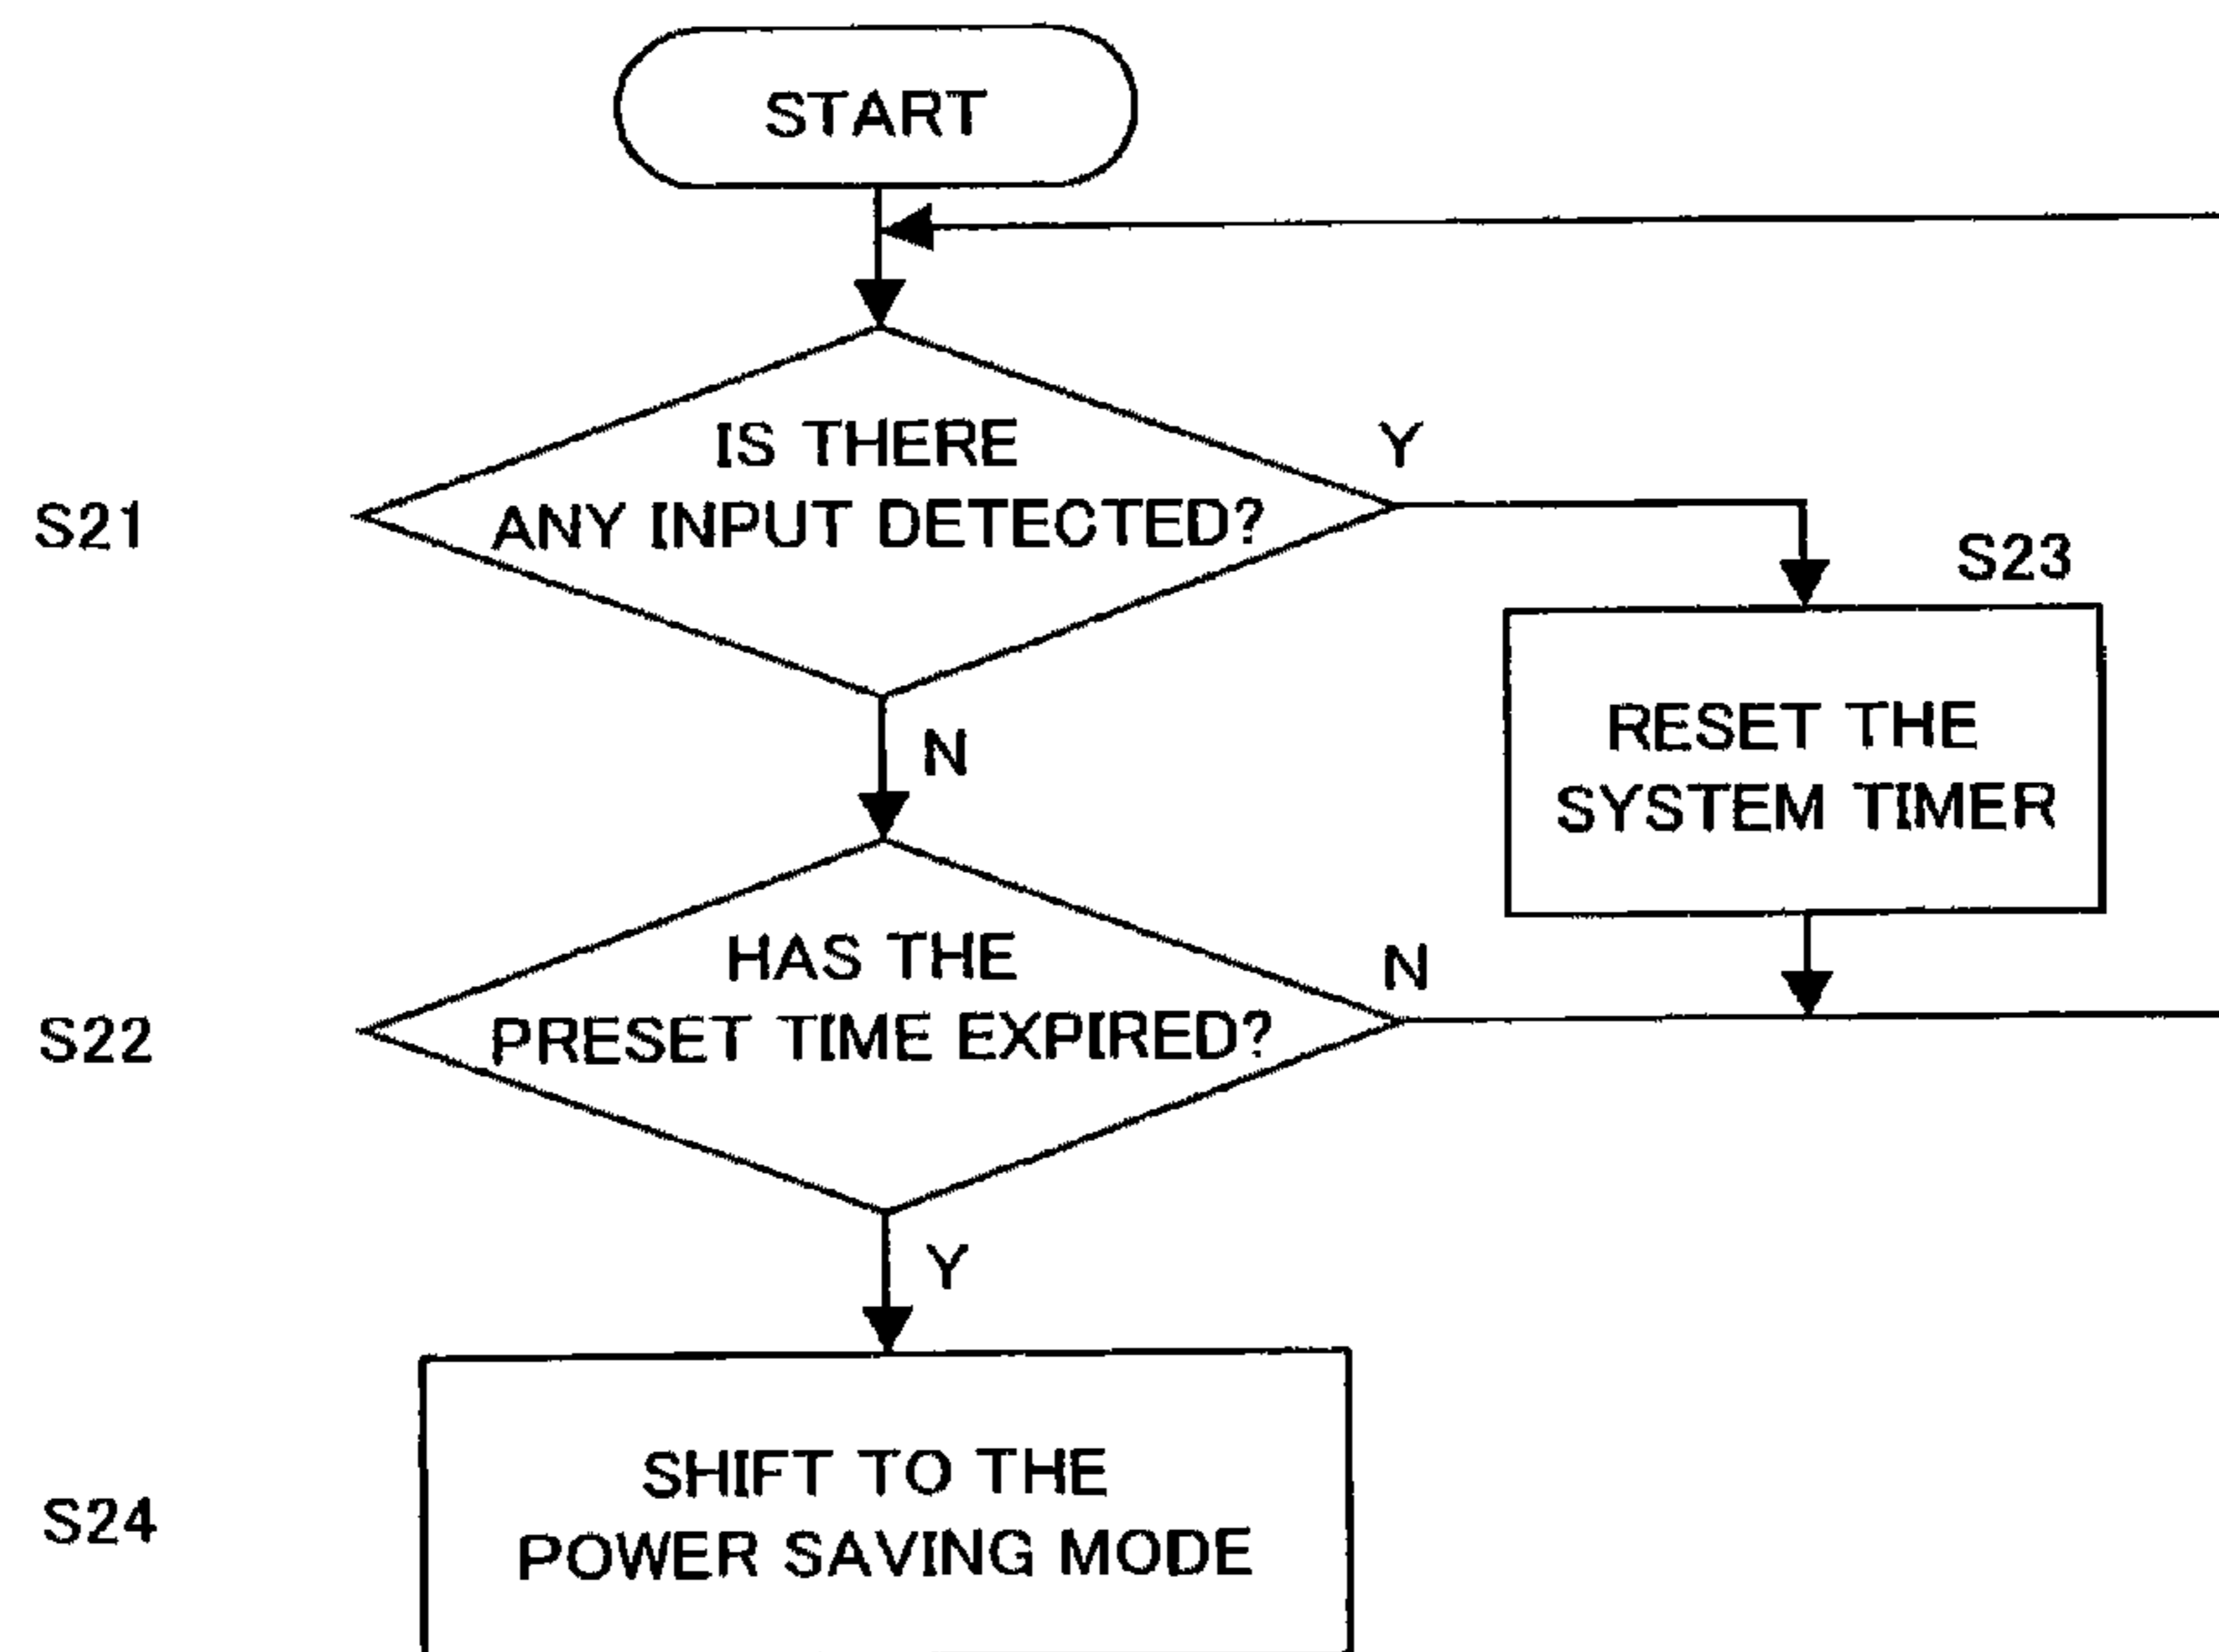 START
IS THERE
ANY INPUT DETECTED?
Y
S21
S23
RESET THE
SYSTEM TIMER
N
HAS THE
PRESET TIME EXPIRED?
N
S22
Y
SHIFT TO THE
POWER SAVING MODE
S24